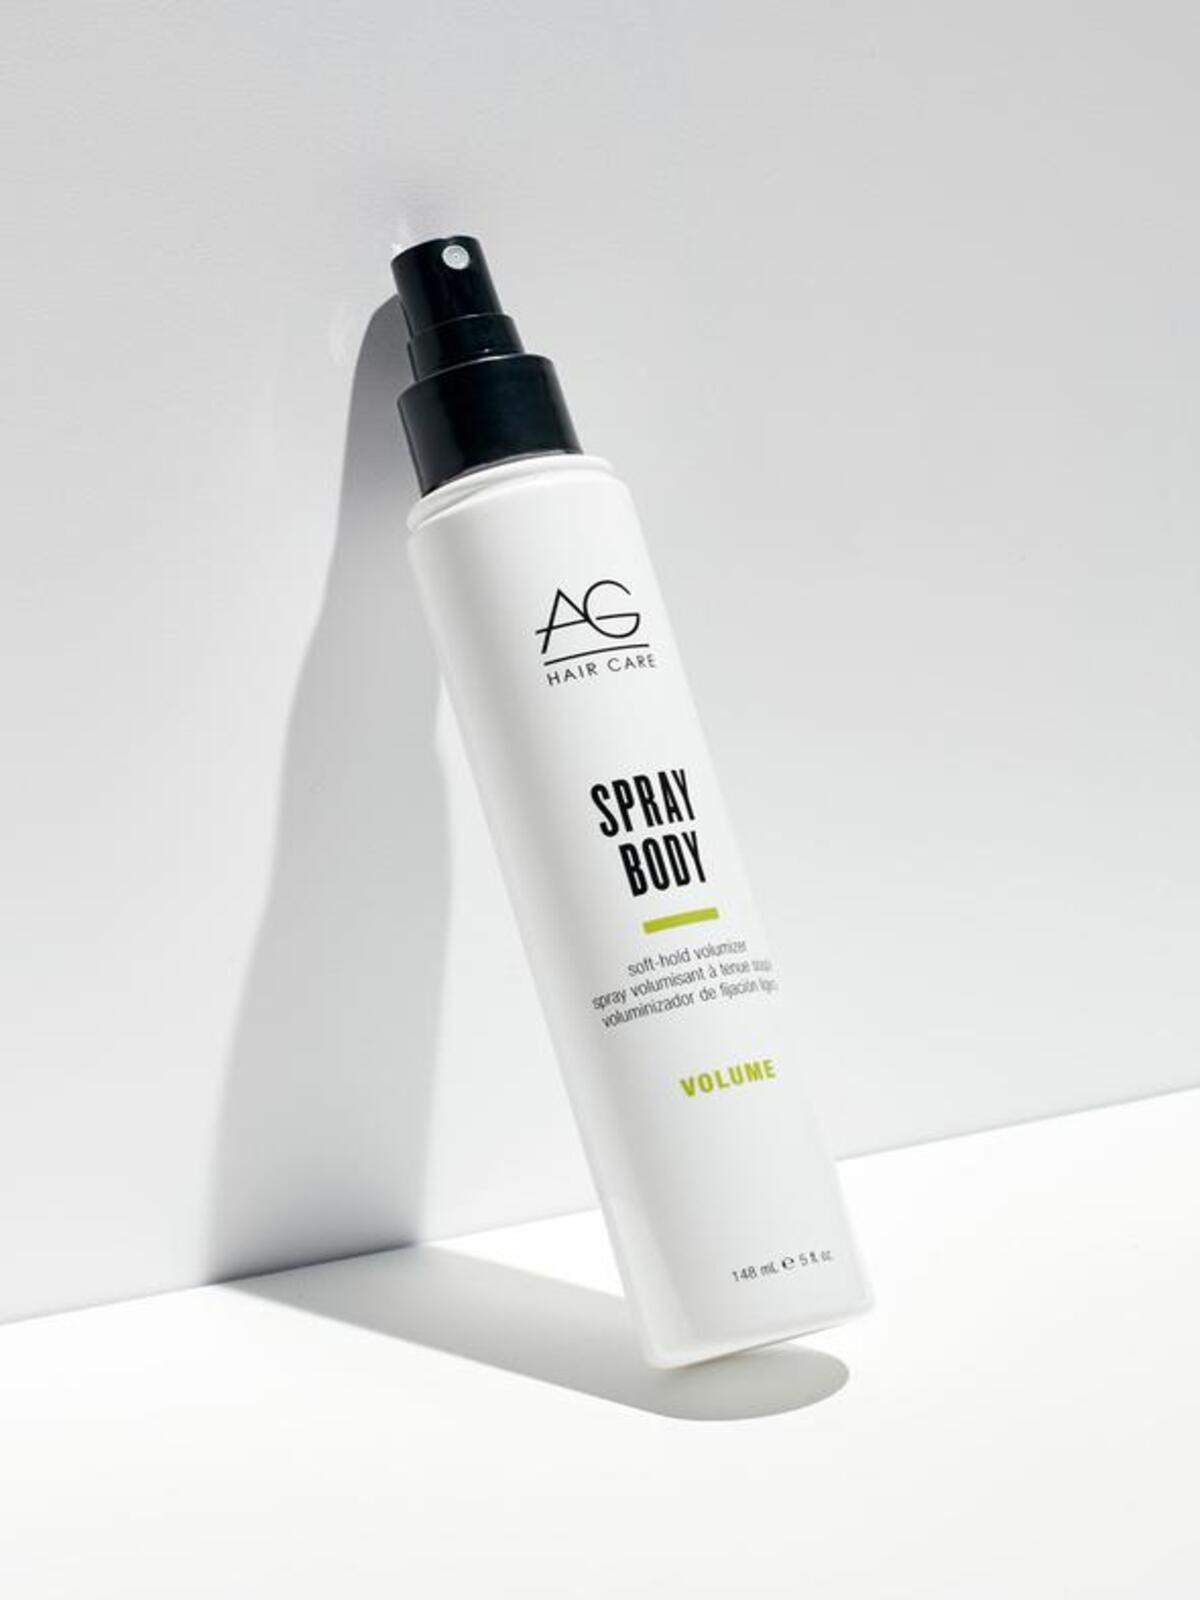 AG
HAIR CARE
SPRAY
BODY
soft-hold volumizer
spray volumisant à tenue
voluminizador de fijación
VOLUME
148 mL ℮ 5 fl oz.